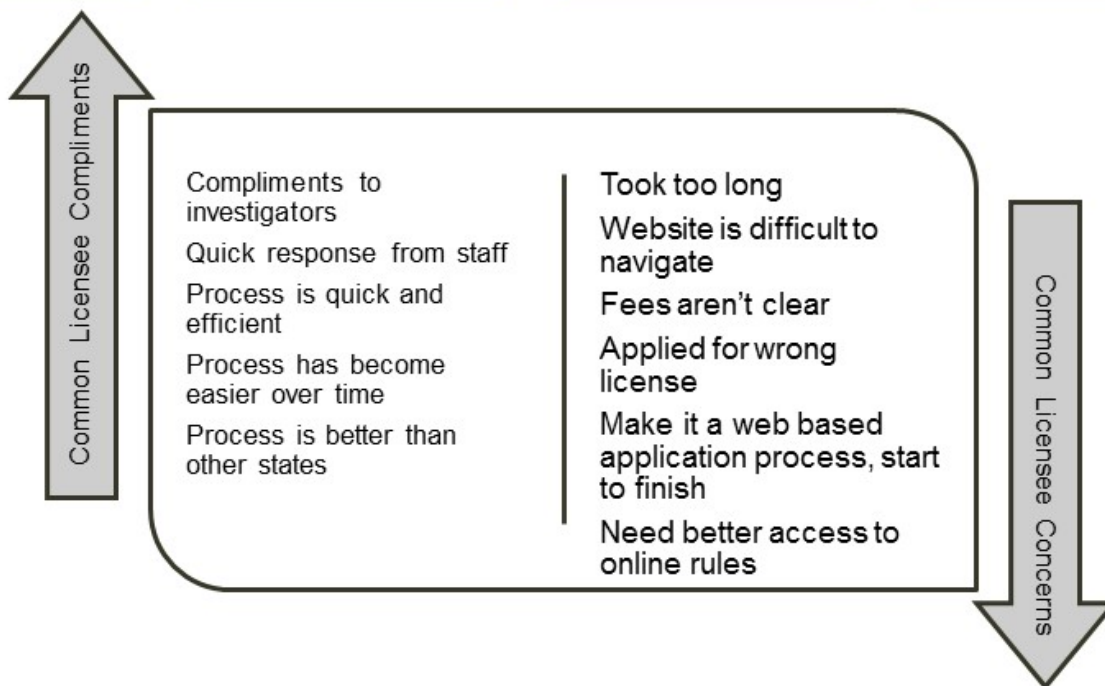 Common Licensee Compliments
Compliments to
investigators
Quick response from staff
Process is quick and
efficient
Process has become
easier over time
Process is better than
other states
Took too long
Website is difficult to
navigate
Fees aren’t clear
Applied for wrong
license
Make it a web based
application process, start
to finish
Need better access to
online rules
Common Licensee Concerns